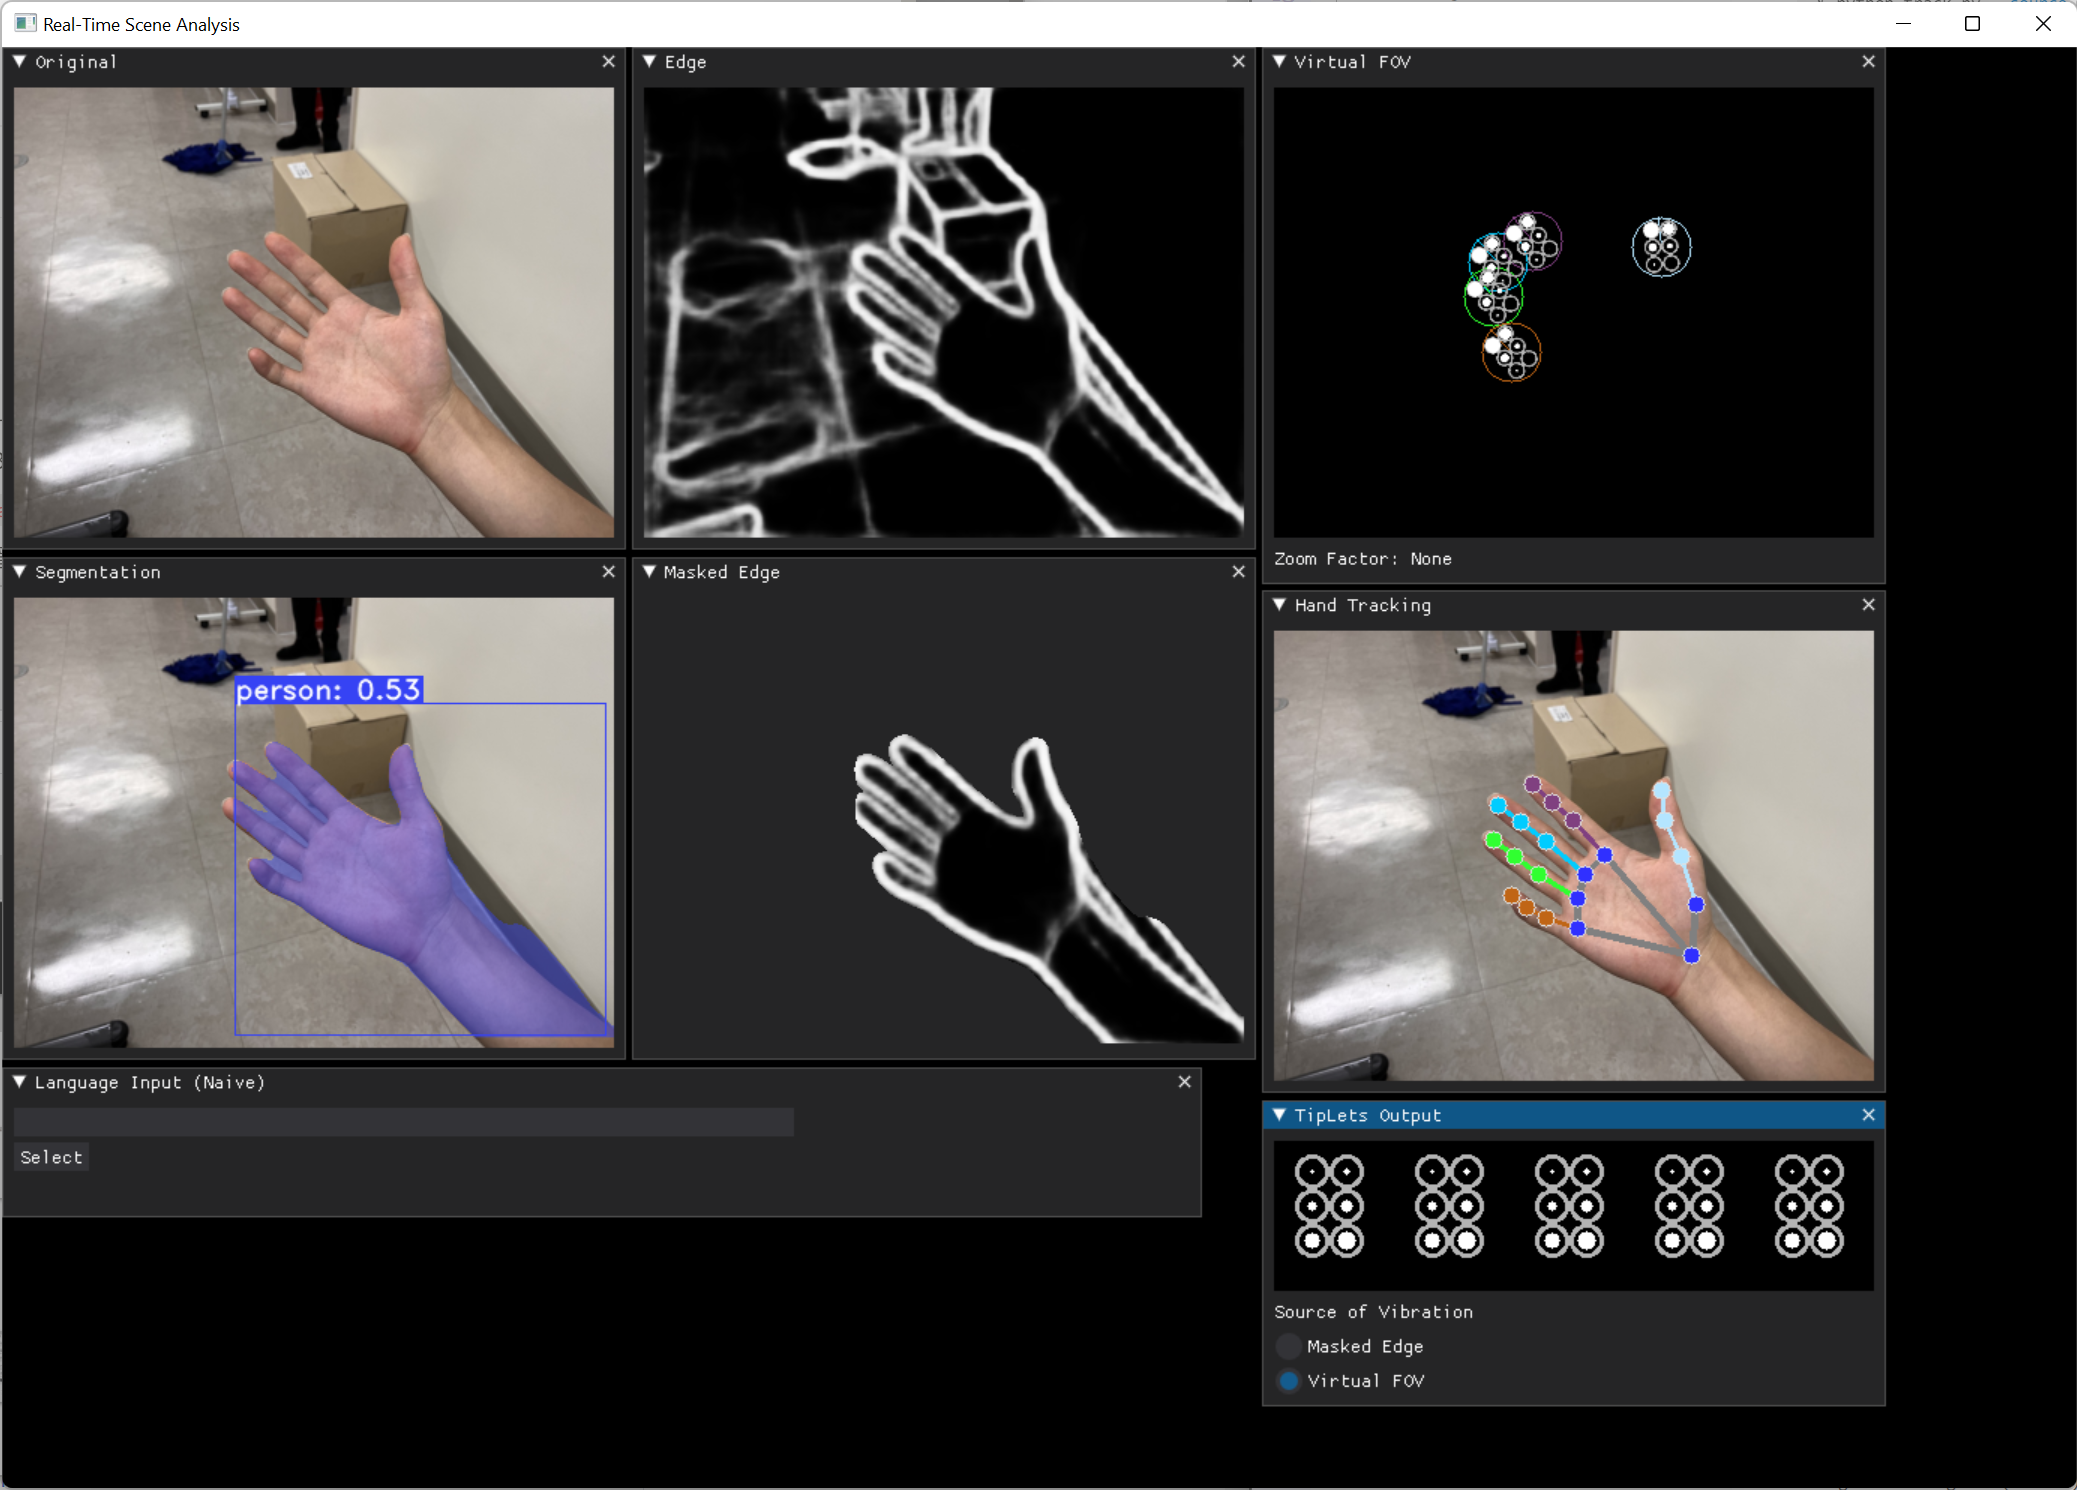 Real-Time Scene Analysis
Original
Edge
Virtual FOV
Zoom Factor: None
Segmentation
person: 0.53
Masked Edge
Hand Tracking
Language Input (Naive)
Select
TipLets Output
Source of Vibration
Masked Edge
Virtual FOV